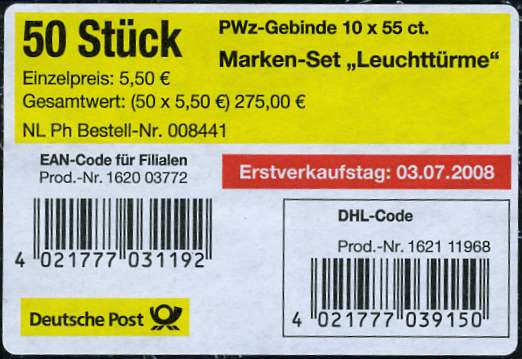 50 Stück
PWz-Gebinde 10 x 55 ct.
Marken-Set „Leuchttürme“
Einzelpreis: 5,50 €
Gesamtwert: (50 x 5,50 €) 275,00 €
NL Ph Bestell-Nr. 008441
EAN-Code für Filialen
Prod.-Nr. 1620 03772
4 021777 031192
Erstverkaufstag: 03.07.2008
DHL-Code
Prod.-Nr. 1621 11968
4 021777 039150
Deutsche Post